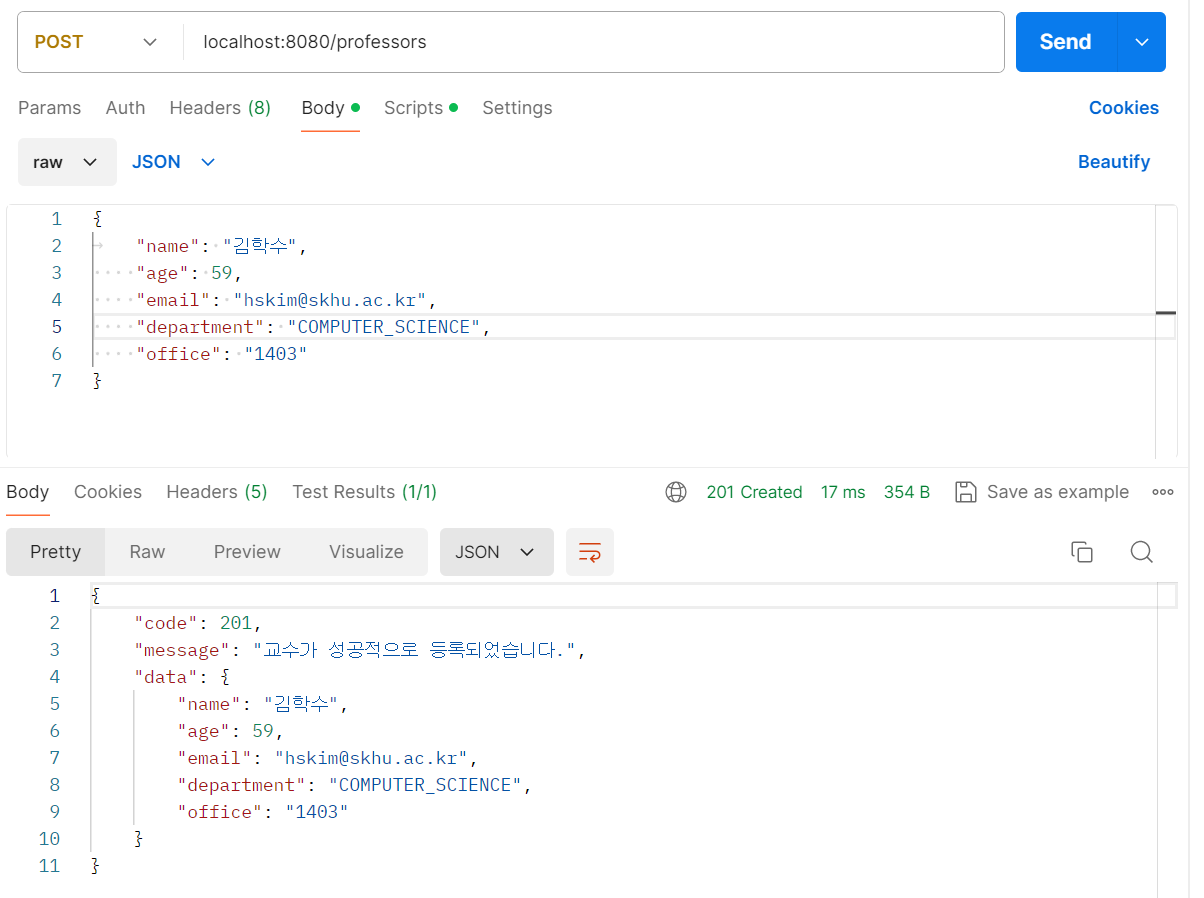 POST localhost:8080/professors Send
Params Auth Headers (8) Body Scripts Settings Cookies
raw JSON Beautify
1 {
2 "name": "김학수",
3 "age": 59,
4 "email": "hskim@skhu.ac.kr",
5 "department": "COMPUTER_SCIENCE",
6 "office": "1403"
7 }
Body Cookies Headers (5) Test Results (1/1) 201 Created 17 ms 354 B Save as example
Pretty Raw Preview Visualize JSON
1 {
2 "code": 201,
3 "message": "교수가 성공적으로 등록되었습니다.",
4 "data": {
5 "name": "김학수",
6 "age": 59,
7 "email": "hskim@skhu.ac.kr",
8 "department": "COMPUTER_SCIENCE",
9 "office": "1403"
10 }
11 }